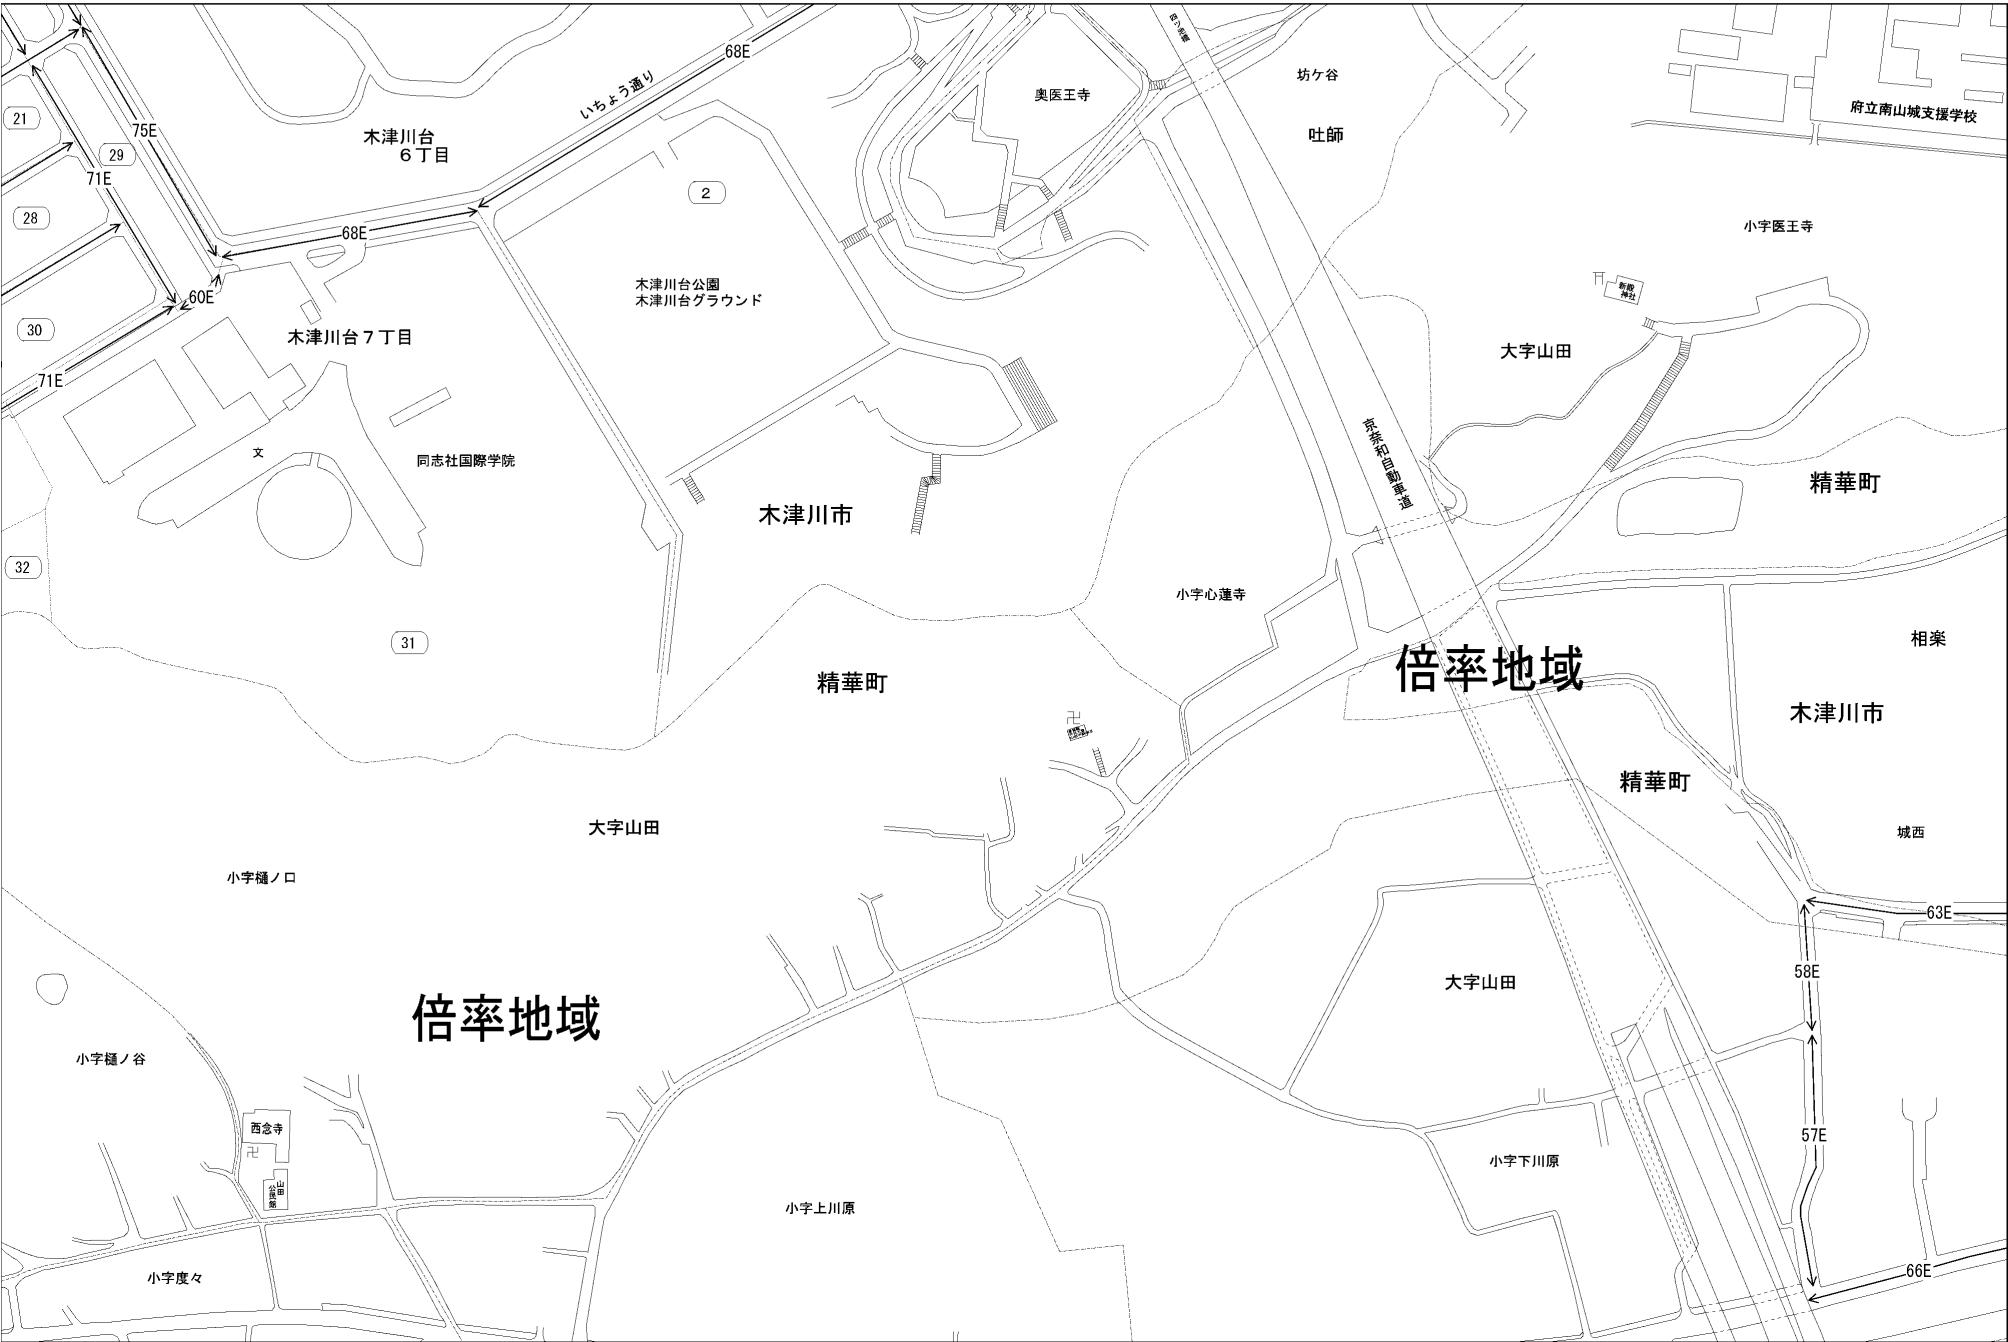 四ツ池橋
68E
いちょう通り
坊ケ谷
奥医王寺
府立南山城支援学校
21
75E
木津川台
６丁目
吐師
29
71E
2
28
小字医王寺
68E
木津川台公園
木津川台グラウンド
新殿
神社
60E
30
木津川台７丁目
大字山田
71E
京奈和自動車道
文
同志社国際学院
精華町
木津川市
32
小字心蓮寺
31
相楽
倍率地域
精華町
木津川市
精華町
大字山田
城西
小字樋ノ口
63E
58E
大字山田
倍率地域
小字樋ノ谷
西念寺
57E
小字下川原
山田
公民館
小字上川原
66E
小字度々